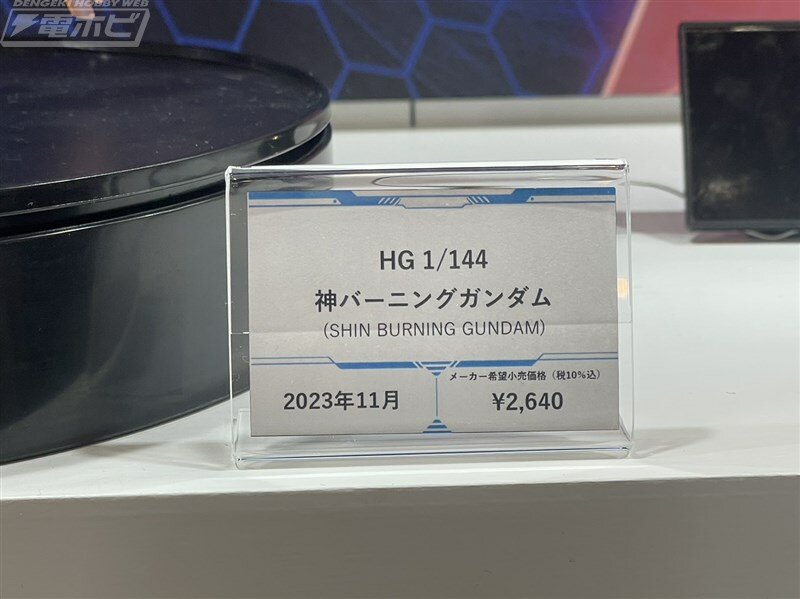 DENGEKI HOBBY WEB
電ホビ
HG 1/144
神バーニングガンダム
(SHIN BURNING GUNDAM)
メーカー希望小売価格（税10%込）
2023年11月
¥2,640